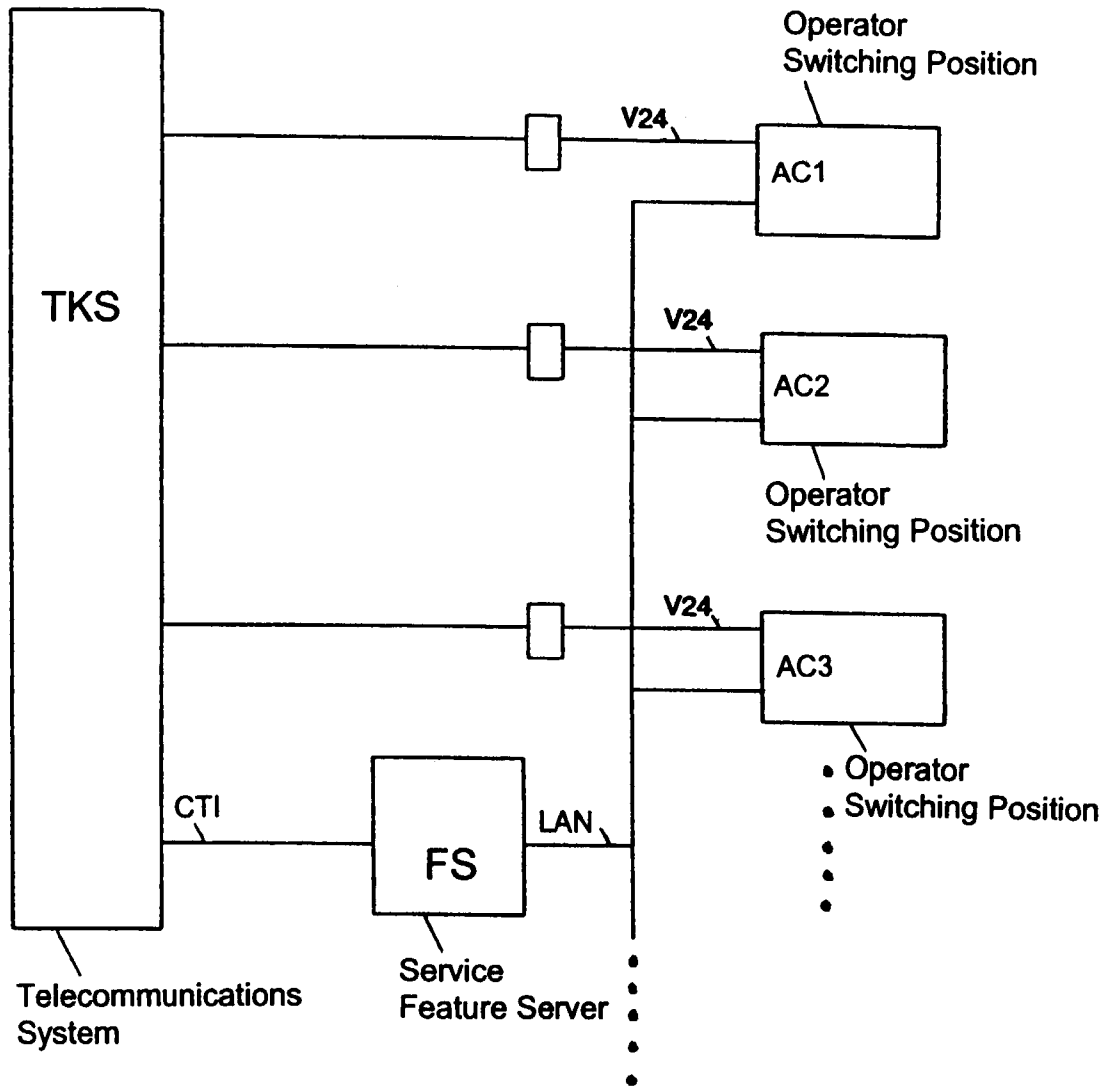 Operator
Switching Position
V24
AC1
TKS
V24
AC2
Operator
Switching Position
V24
AC3
Operator
Switching Position
CTI
FS
LAN
Telecommunications
System
Service
Feature Server